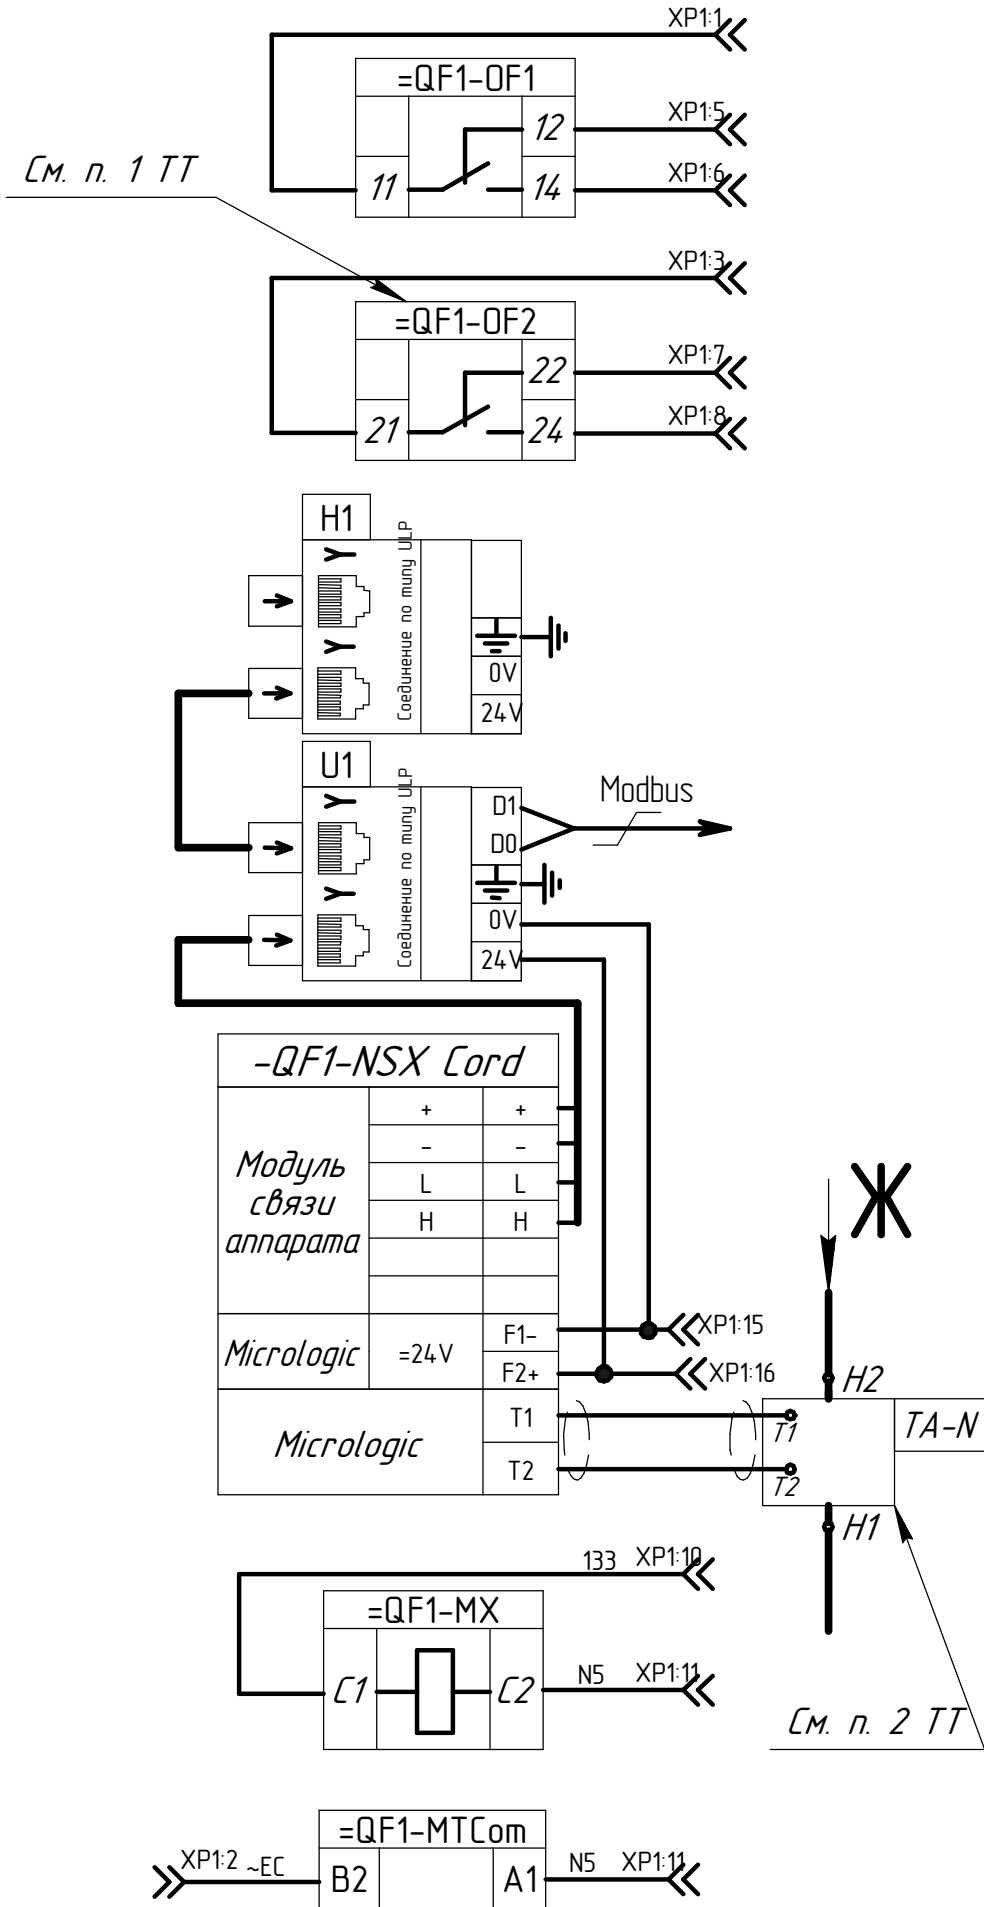 XP1:1
=QF1-OF1
12
XP1:5
См. п. 1 ТТ
11
14
XP1:6
XP1:3
=QF1-OF2
22
XP1:7
21
24
XP1:8
H1
Y
Соединение по типу ULP
Y
0V
24V
U1
Y
Соединение по типу ULP
Y
D1
D0
Modbus
0V
24V
-QF1-NSX Cord
Модуль
связи
аппарата
+ +
- -
L L
H H
Ж
Micrologic
=24V
F1-
XP1:15
F2+
XP1:16
Micrologic
T1
T2
H2
T1
TA-N
T2
H1
133 XP1:10
=QF1-MX
C1
C2
N5 XP1:11
См. п. 2 ТТ
=QF1-MTCom
XP1:2 ~EC
B2
A1
N5 XP1:11